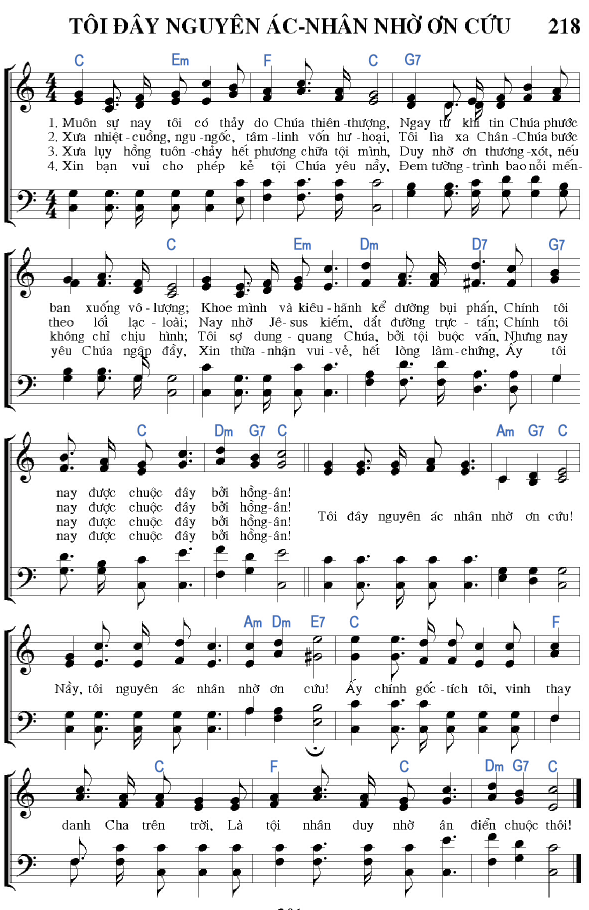 TÔI ĐÂY NGUYÊN ÁC-NHÂN NHỜ ƠN CỨU 218
C Em F C G7
1. Muôn sự nay tôi có thảy do Chúa thiên-thượng, Ngay từ khi tin Chúa phước
2. Xưa nhiệt-cuồng, ngu-ngốc, tâm-linh vốn hư-hoại, Tôi lìa xa Chân-Chúa bước
3. Xưa lụy hồng tuôn-chảy hết phương chữa tội mình, Duy nhờ ơn thương-xót, nếu
4. Xin bạn vui cho phép kẻ tội Chúa yêu nầy, Đem tường-trình bao nỗi mến-
C Em Dm D7 G7
ban xuống vô-lượng; Khoe mình và kiêu-hãnh kể dường bụi phấn, Chính tôi
theo lối lạc-loài; Nay nhờ Jê-sus kiếm, dắt đường trực-tấn; Chính tôi
không chỉ chịu hình; Tôi sợ dung-quang Chúa, bởi tội buộc vấn, Nhưng nay
yêu Chúa ngập đầy, Xin thừa-nhận vui-vẻ, hết lòng làm-chứng, Ấy tôi
C Dm G7 C Am G7 C
nay được chuộc đây bởi hồng-ân!
nay được chuộc đây bởi hồng-ân!
nay được chuộc đây bởi hồng-ân!
nay được chuộc đây bởi hồng-ân!
Tôi đây nguyên ác nhân nhờ ơn cứu!
Am Dm E7 C F
Nầy, tôi nguyên ác nhân nhờ ơn cứu! Ấy chính gốc-tích tôi, vinh thay
C F C Dm G7 C
danh Cha trên trời, Là tội nhân duy nhờ ân điển chuộc thôi!